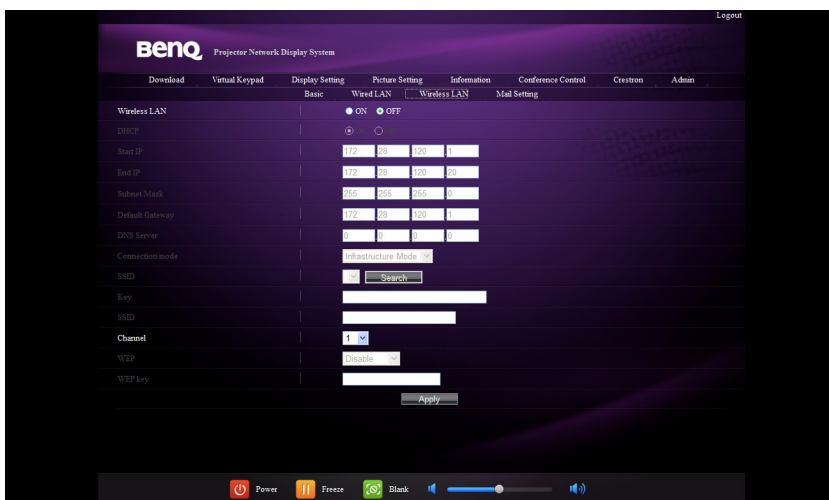 Logout
BenQ Projector Network Display System
Download Virtual Keypad Display Setting Picture Setting Information Conference Control Crestron Admin
Basic Wired LAN Wireless LAN Mail Setting
Wireless LAN ON OFF
DHCP
Start IP 172 .28 .120 .1
End IP 172 .28 .120 .20
Subnet Mask 255 .255 .255 .0
Default Gateway 172 .28 .120 .1
DNS Server 0 .0 .0 .0
Connection mode Infrastructure Mode
SSID Search
Key
SSID
Channel 1
WEP Disable
WEP key
Apply
Power Freeze Blank